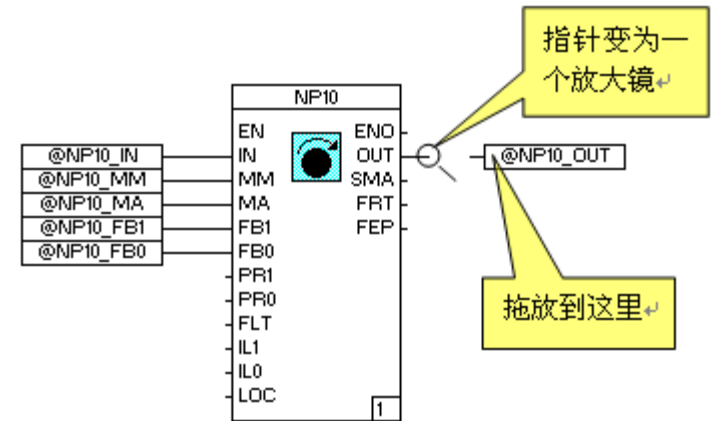 指针变为一
个放大镜↵
NP10
EN ENO
@NP10_IN IN OUT @NP10_OUT
@NP10_MM MM SMA
@NP10_MA MA FRT
@NP10_FB1 FB1 FEP
@NP10_FB0 FB0
PR1
PR0
拖放到这里↵
FLT
IL1
IL0
LOC
1